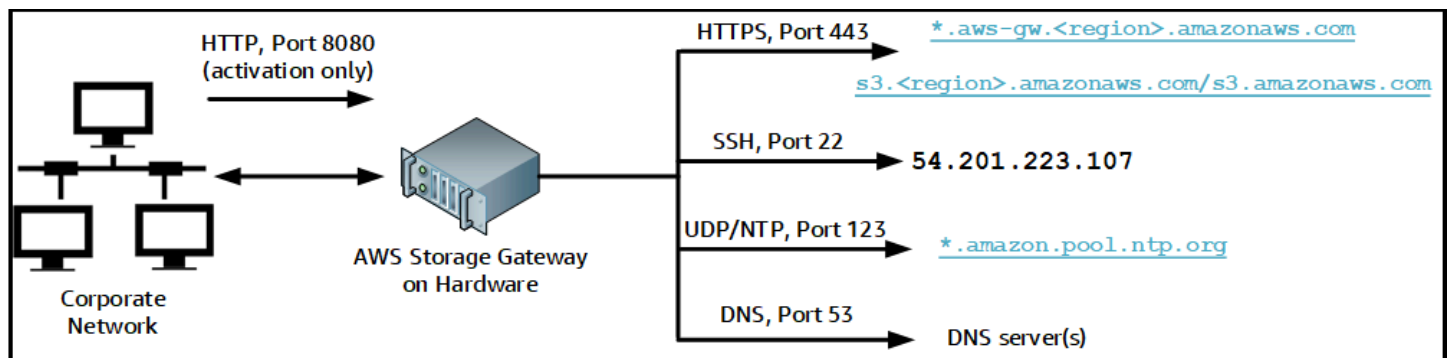 HTTP, Port 8080
(activation only)
Corporate
Network
AWS Storage Gateway
on Hardware
HTTPS, Port 443
*.aws-gw.<region>.amazonaws.com
s3.<region>.amazonaws.com/s3.amazonaws.com
SSH, Port 22
54.201.223.107
UDP/NTP, Port 123
*.amazon.pool.ntp.org
DNS, Port 53
DNS server(s)